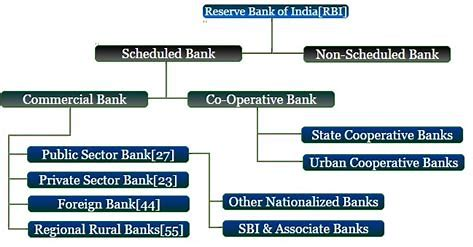 Reserve Bank of India[RBI]
Scheduled Bank
Non-Scheduled Bank
Commercial Bank
Co-Operative Bank
State Cooperative Banks
Public Sector Bank[27]
Urban Cooperative Banks
Private Sector Bank[23]
Foreign Bank[44]
Other Nationalized Banks
Regional Rural Banks[55]
SBI & Associate Banks